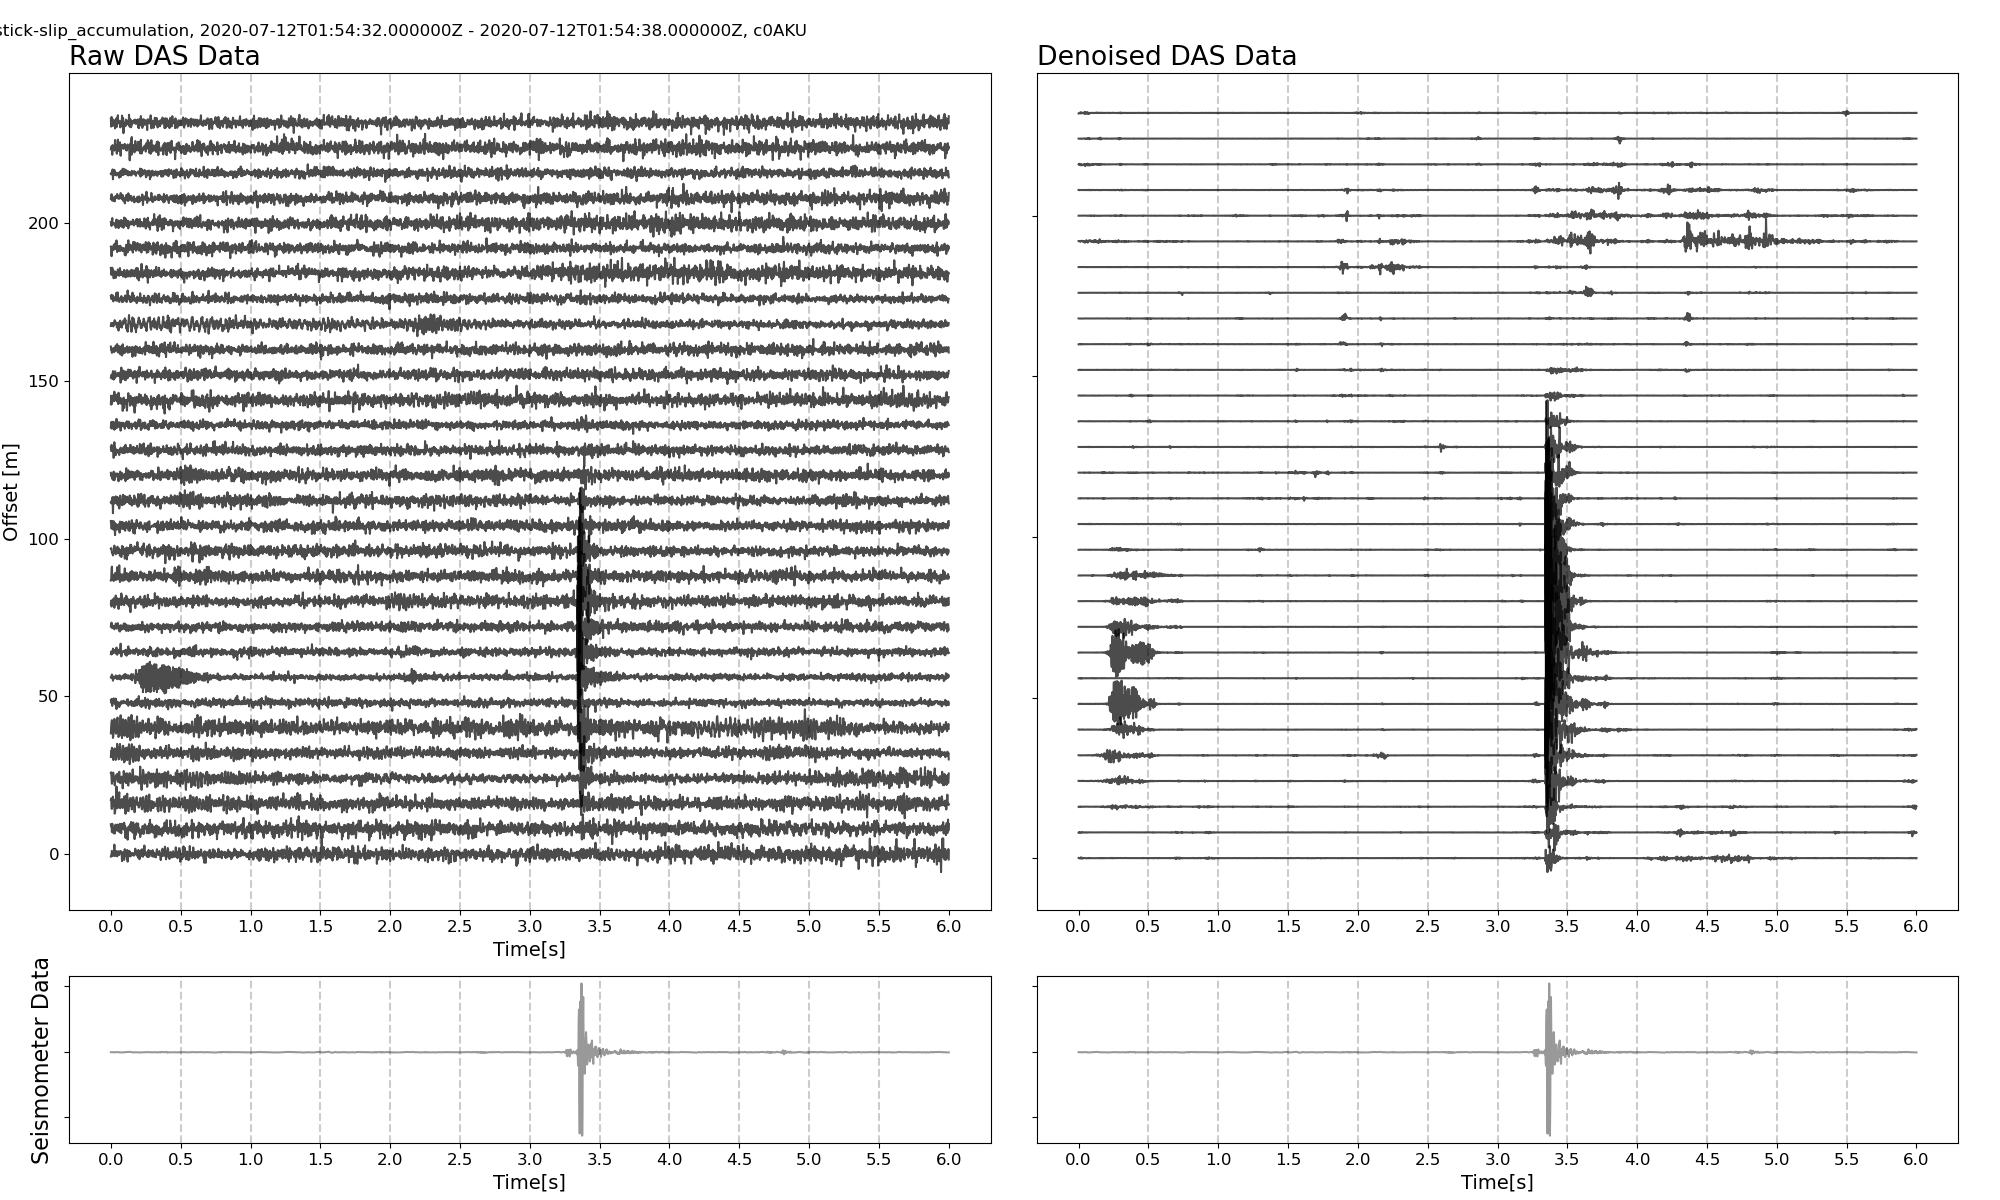 stick-slip_accumulation, 2020-07-12T01:54:32.000000Z - 2020-07-12T01:54:38.000000Z, c0AKU
Raw DAS Data
Denoised DAS Data
Offset [m]
200
150
100
50
0
0.0 0.5 1.0 1.5 2.0 2.5 3.0 3.5 4.0 4.5 5.0 5.5 6.0
Time[s]
0.0 0.5 1.0 1.5 2.0 2.5 3.0 3.5 4.0 4.5 5.0 5.5 6.0
Seismometer Data
0.0 0.5 1.0 1.5 2.0 2.5 3.0 3.5 4.0 4.5 5.0 5.5 6.0
Time[s]
0.0 0.5 1.0 1.5 2.0 2.5 3.0 3.5 4.0 4.5 5.0 5.5 6.0
Time[s]